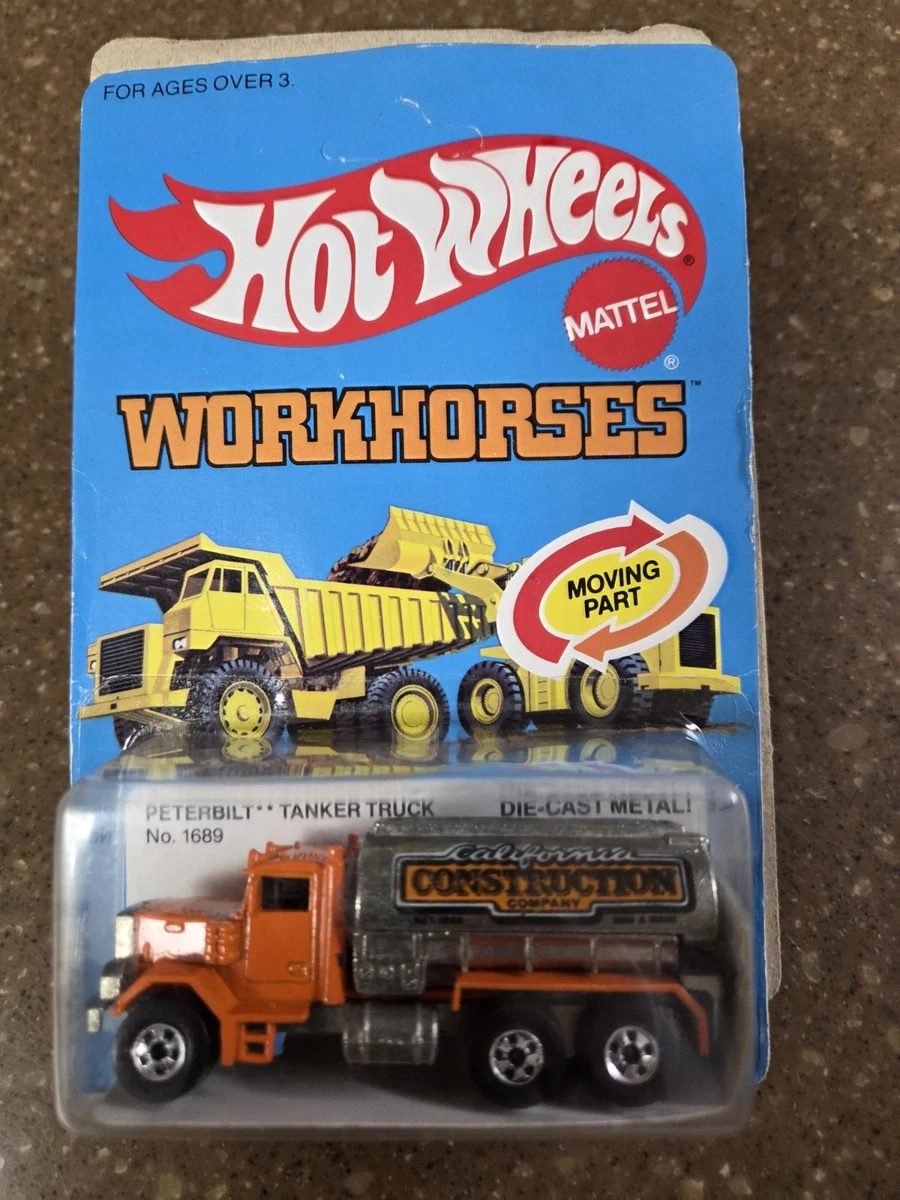 FOR AGES OVER 3.
HOT WHEELS®
MATTEL
®
WORKHORSES™
MOVING
PART
PETERBILT** TANKER TRUCK
DIE-CAST METAL!
No. 1689
California
CONSTRUCTION
COMPANY